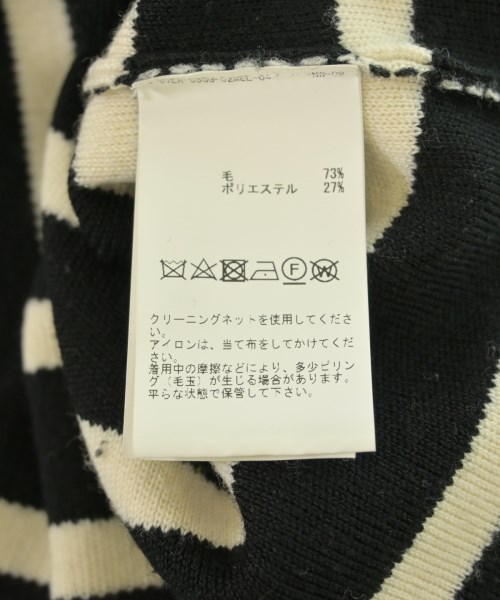 毛 73%
ポリエステル 27%
F
W
クリーニングネットを使用してくださ
い。
アイロンは、当て布をしてかけてくださ
い。
着用中の摩擦などにより、多少ピリン
グ(毛玉)が生じる場合があります。
平らな状態で保管して下さい。